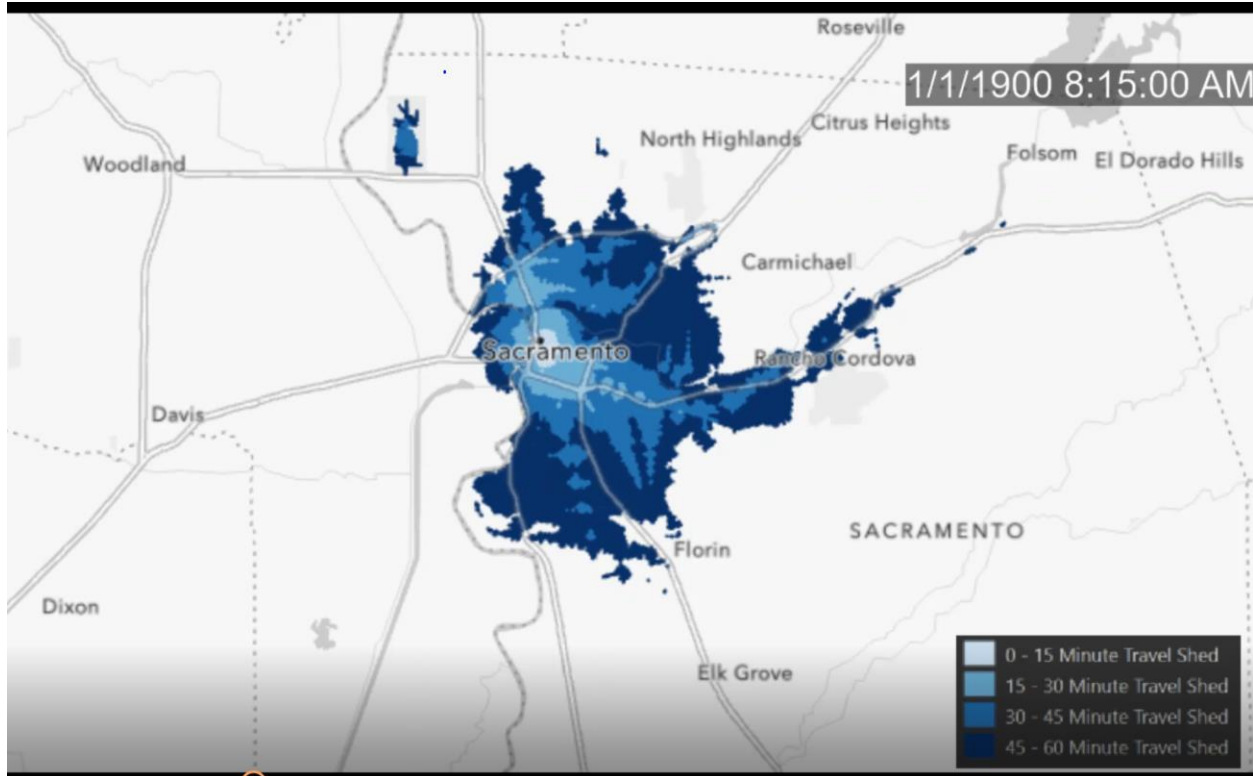 Roseville
1/1/1900 8:15:00 AM
Citrus Heights
North Highlands
Folsom
El Dorado Hills
Woodland
Carmichael
Sacramento
Rancho Cordova
Davis
SACRAMENTO
Florin
Dixon
Elk Grove
0 - 15 Minute Travel Shed
15 - 30 Minute Travel Shed
30 - 45 Minute Travel Shed
45 - 60 Minute Travel Shed